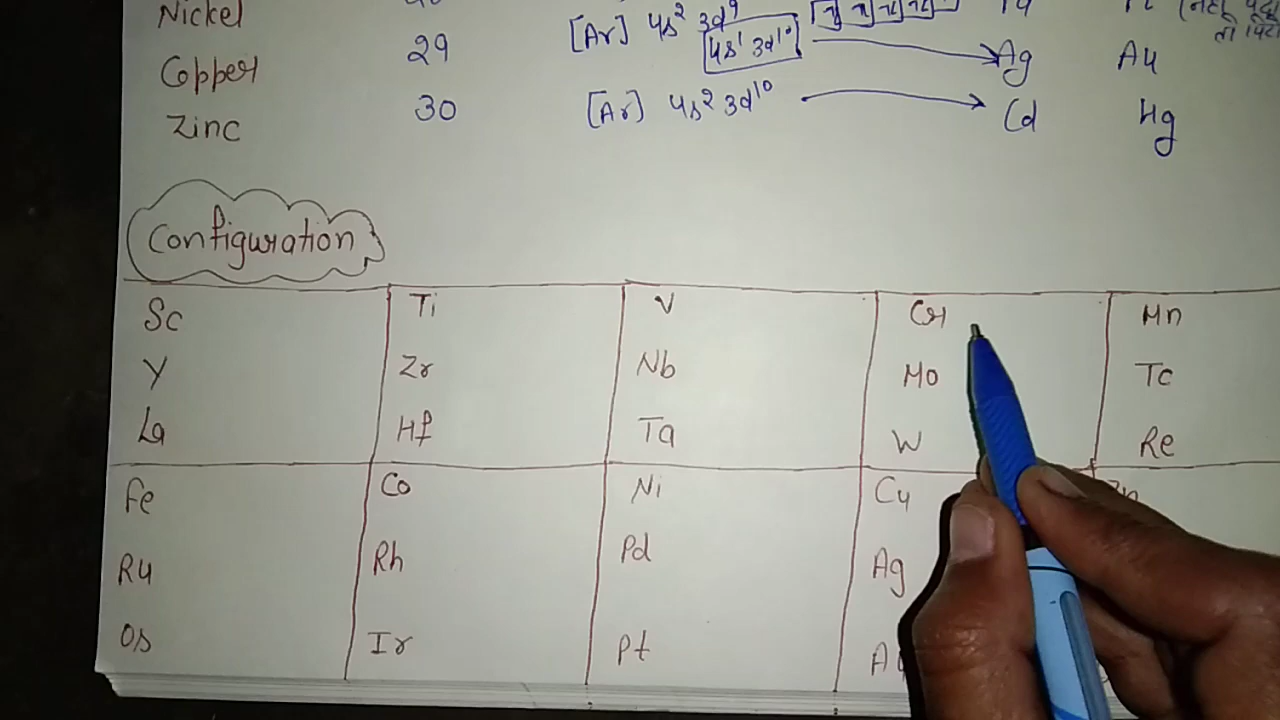 Nickel [Ar] 4s² 3d⁹
Copper 29 4s¹ 3d¹⁰ Ag Au
Zinc 30 [Ar] 4s² 3d¹⁰ Cd Hg
Configuration
Sc Ti V Cr Mn
Y Zr Nb Mo Tc
La Hf Ta W Re
Fe Co Ni Cu Zn
Ru Rh Pd Ag
Os Ir Pt